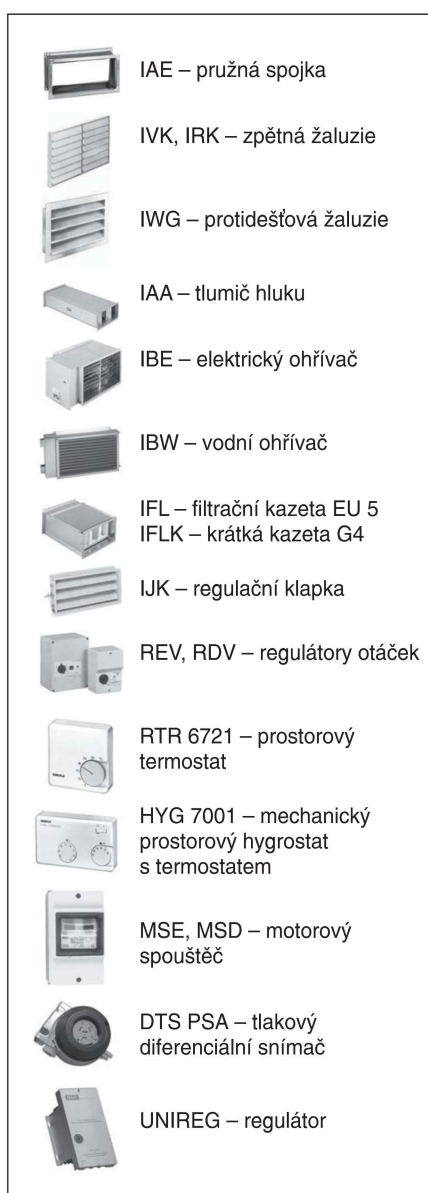 IAE – pružná spojka
IVK, IRK – zpětná žaluzie
IWG – protidešťová žaluzie
IAA – tlumič hluku
IBE – elektrický ohřívač
IBW – vodní ohřívač
IFL – filtrační kazeta EU 5
IFLK – krátká kazeta G4
IJK – regulační klapka
REV, RDV – regulátory otáček
RTR 6721 – prostorový
termostat
HYG 7001 – mechanický
prostorový hygrostat
s termostatem
MSE, MSD – motorový
spouštěč
DTS PSA – tlakový
diferenciální snímač
UNIREG – regulátor